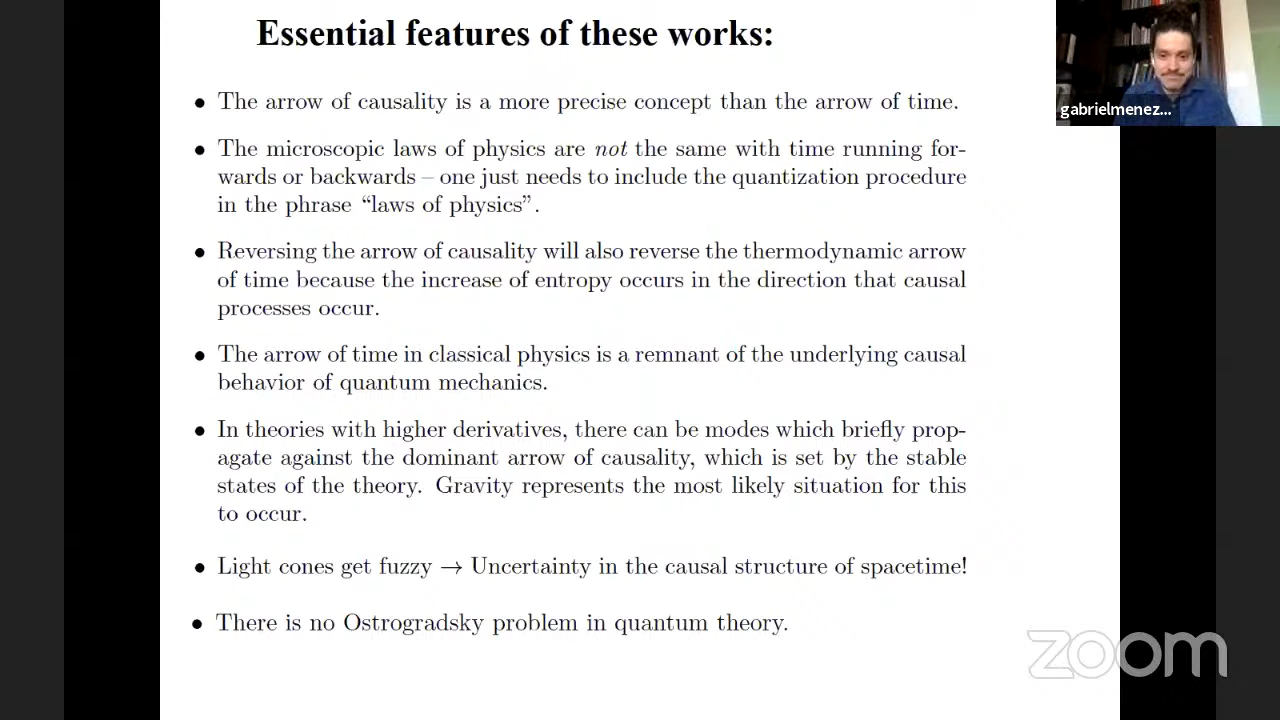 Essential features of these works:
gabrielmenez...
• The arrow of causality is a more precise concept than the arrow of time.
• The microscopic laws of physics are not the same with time running for-
wards or backwards – one just needs to include the quantization procedure
in the phrase “laws of physics”.
• Reversing the arrow of causality will also reverse the thermodynamic arrow
of time because the increase of entropy occurs in the direction that causal
processes occur.
• The arrow of time in classical physics is a remnant of the underlying causal
behavior of quantum mechanics.
• In theories with higher derivatives, there can be modes which briefly prop-
agate against the dominant arrow of causality, which is set by the stable
states of the theory. Gravity represents the most likely situation for this
to occur.
• Light cones get fuzzy → Uncertainty in the causal structure of spacetime!
• There is no Ostrogradsky problem in quantum theory.
zoom